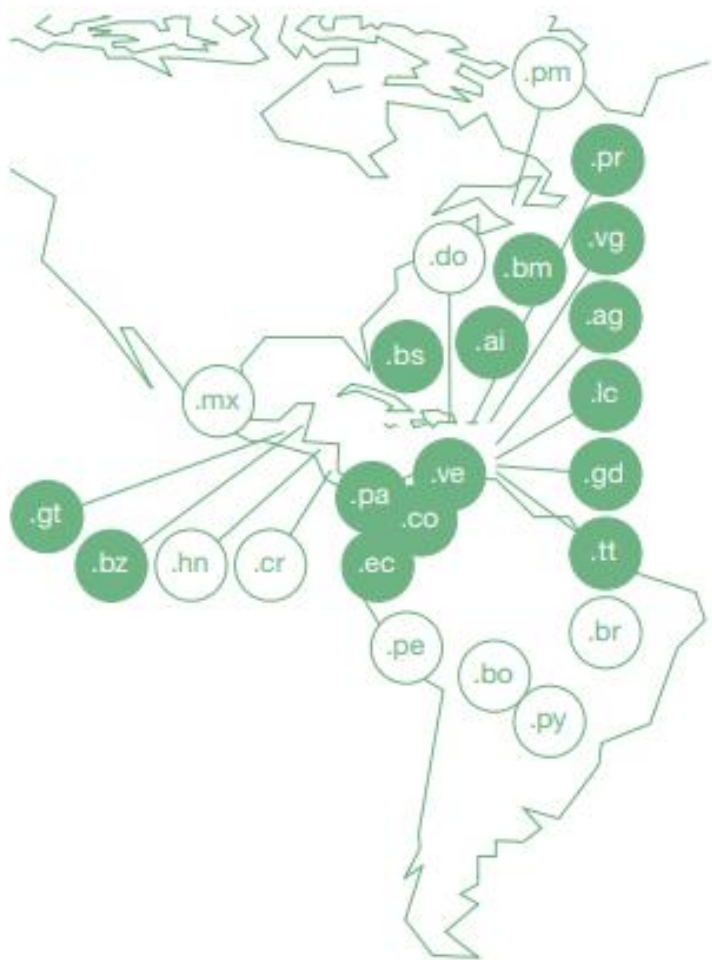 .pm
.pr
.vg
.do
.bm
.ag
.ai
.bs
.lc
.mx
.ve
.gd
.pa
.gt
.co
.tt
.bz
.hn
.cr
.ec
.br
.pe
.bo
.py